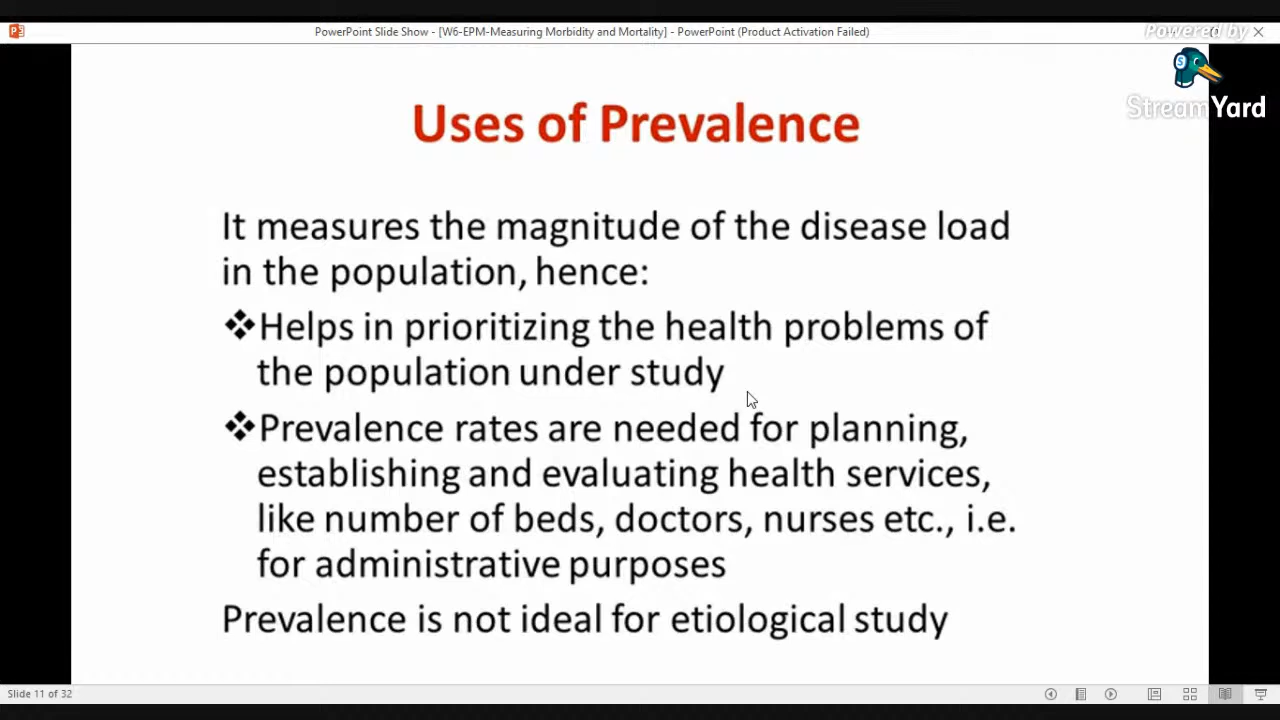 PowerPoint Slide Show - [W6-EPM-Measuring Morbidity and Mortality] - PowerPoint (Product Activation Failed)
Powered by
StreamYard
Uses of Prevalence
It measures the magnitude of the disease load
in the population, hence:
❖Helps in prioritizing the health problems of
the population under study
❖Prevalence rates are needed for planning,
establishing and evaluating health services,
like number of beds, doctors, nurses etc., i.e.
for administrative purposes
Prevalence is not ideal for etiological study
Slide 11 of 32